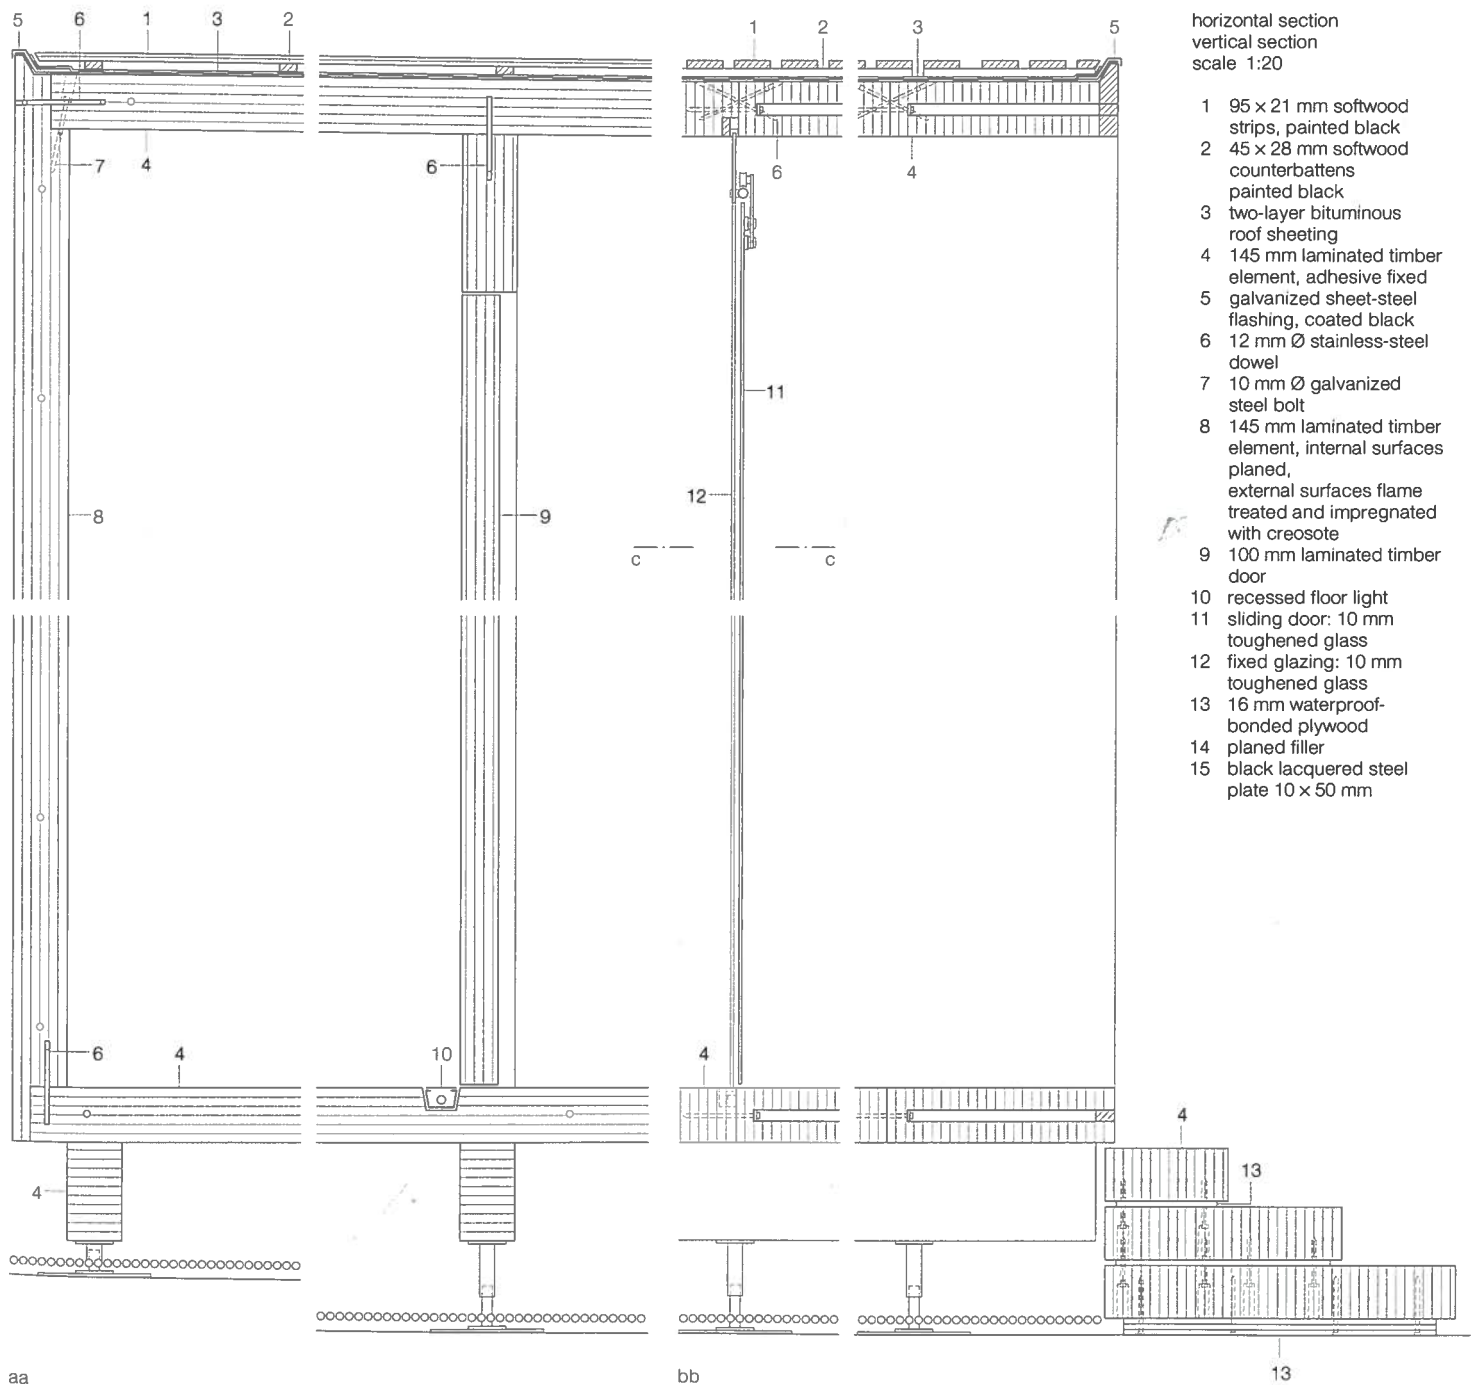 5 6 1 3 2 1 2 3 5
7 4 6 6 4
11
12
8 9
c c
6 4 10 4
4
13
4
13
aa bb
horizontal section
vertical section
scale 1:20
1 95 × 21 mm softwood
strips, painted black
2 45 × 28 mm softwood
counterbattens
painted black
3 two-layer bituminous
roof sheeting
4 145 mm laminated timber
element, adhesive fixed
5 galvanized sheet-steel
flashing, coated black
6 12 mm Ø stainless-steel
dowel
7 10 mm Ø galvanized
steel bolt
8 145 mm laminated timber
element, internal surfaces
planed,
external surfaces flame
treated and impregnated
with creosote
9 100 mm laminated timber
door
10 recessed floor light
11 sliding door: 10 mm
toughened glass
12 fixed glazing: 10 mm
toughened glass
13 16 mm waterproof-
bonded plywood
14 planed filler
15 black lacquered steel
plate 10 × 50 mm